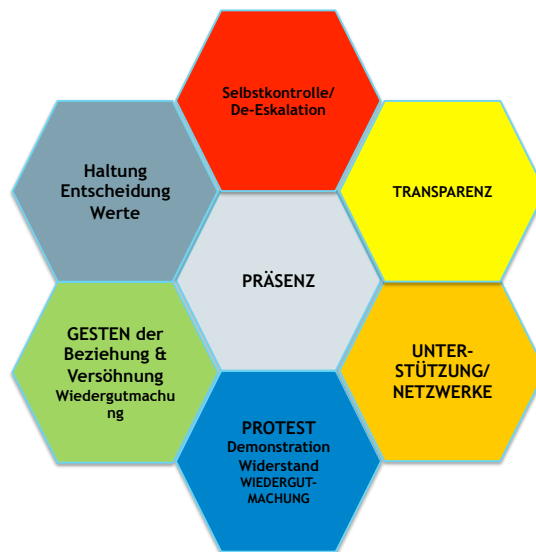 Selbstkontrolle/
De-Eskalation
Haltung
Entscheidung
Werte
TRANSPARENZ
PRÄSENZ
GESTEN der
Beziehung &
Versöhnung
Wiedergutmachu
ng
UNTER-
STÜTZUNG/
NETZWERKE
PROTEST
Demonstration
Widerstand
WIEDERGUT-
MACHUNG